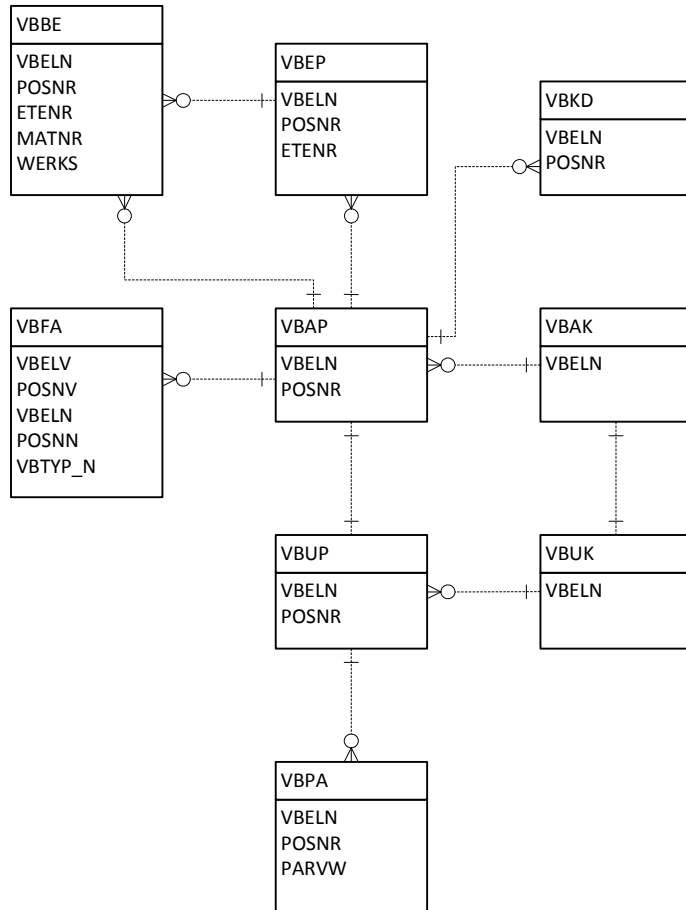 VBBE
VBELN
POSNR
ETENR
MATNR
WERKS
VBEP
VBELN
POSNR
ETENR
VBKD
VBELN
POSNR
VBFA
VBELV
POSNV
VBELN
POSNN
VBTYP_N
VBAP
VBELN
POSNR
VBAK
VBELN
VBUP
VBELN
POSNR
VBUK
VBELN
VBPA
VBELN
POSNR
PARVW